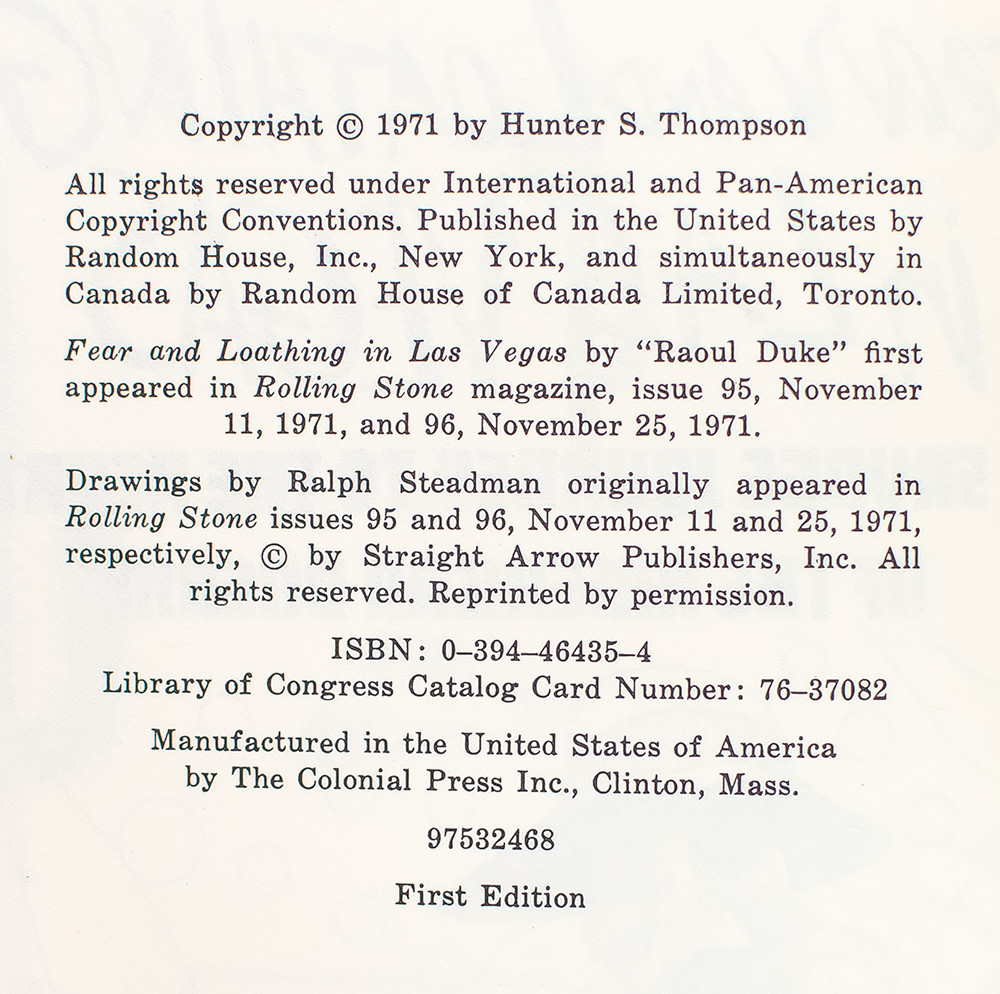 Copyright © 1971 by Hunter S. Thompson
All rights reserved under International and Pan-American
Copyright Conventions. Published in the United States by
Random House, Inc., New York, and simultaneously in
Canada by Random House of Canada Limited, Toronto.
Fear and Loathing in Las Vegas by “Raoul Duke” first
appeared in Rolling Stone magazine, issue 95, November
11, 1971, and 96, November 25, 1971.
Drawings by Ralph Steadman originally appeared in
Rolling Stone issues 95 and 96, November 11 and 25, 1971,
respectively, © by Straight Arrow Publishers, Inc. All
rights reserved. Reprinted by permission.
ISBN: 0–394–46435–4
Library of Congress Catalog Card Number: 76–37082
Manufactured in the United States of America
by The Colonial Press Inc., Clinton, Mass.
97532468
First Edition